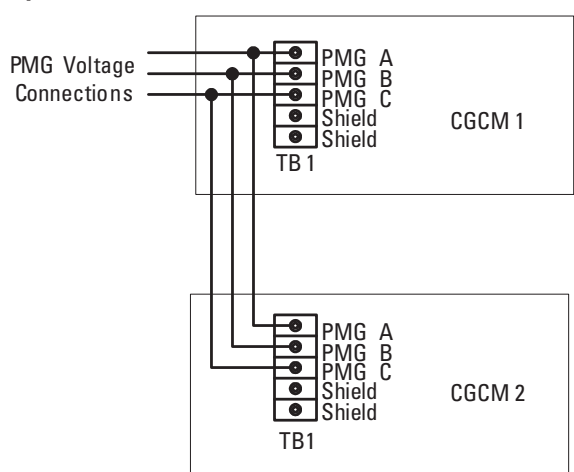 PMG Voltage
Connections
PMG A
PMG B
PMG C
Shield
Shield
TB 1
CGCM 1
PMG A
PMG B
PMG C
Shield
Shield
TB1
CGCM 2